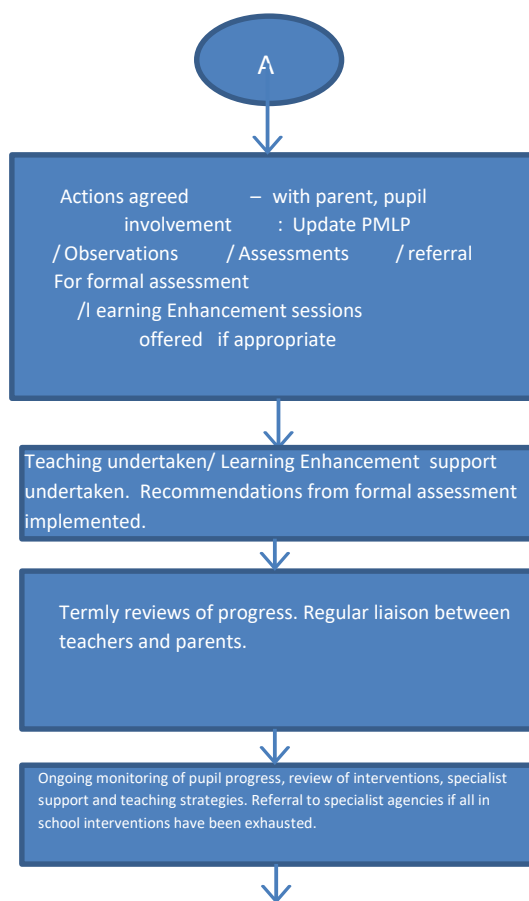 A
Actions agreed – with parent, pupil
involvement : Update PMLP
/ Observations / Assessments / referral
For formal assessment
/l earning Enhancement sessions
offered if appropriate
Teaching undertaken/ Learning Enhancement support
undertaken. Recommendations from formal assessment
implemented.
Termly reviews of progress. Regular liaison between
teachers and parents.
Ongoing monitoring of pupil progress, review of interventions, specialist
support and teaching strategies. Referral to specialist agencies if all in
school interventions have been exhausted.